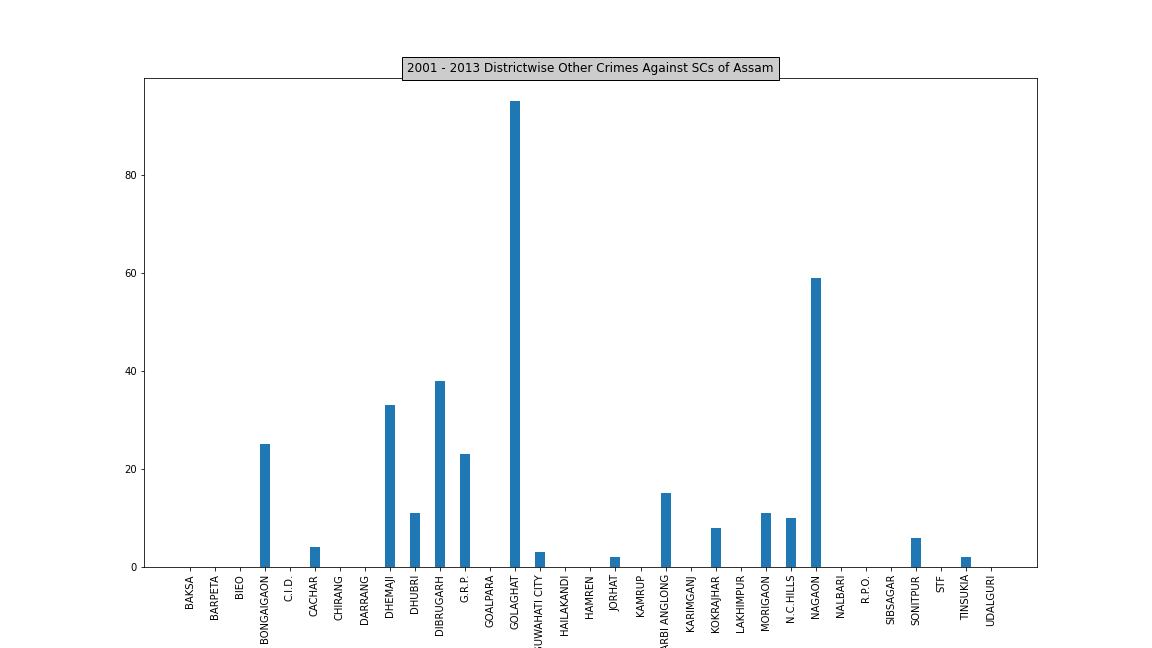 2001 - 2013 Districtwise Other Crimes Against SCs of Assam
80
60
40
20
0
BAKSA
BARPETA
BIEO
BONGAIGAON
C.I.D.
CACHAR
CHIRANG
DARRANG
DHEMAJI
DHUBRI
DIBRUGARH
G.R.P.
GOALPARA
GOLAGHAT
GUWAHATI CITY
HAILAKANDI
HAMREN
JORHAT
KAMRUP
ARBI ANGLONG
KARIMGANJ
KOKRAJHAR
LAKHIMPUR
MORIGAON
N.C.HILLS
NAGAON
NALBARI
R.P.O.
SIBSAGAR
SONITPUR
STF
TINSUKIA
UDALGURI